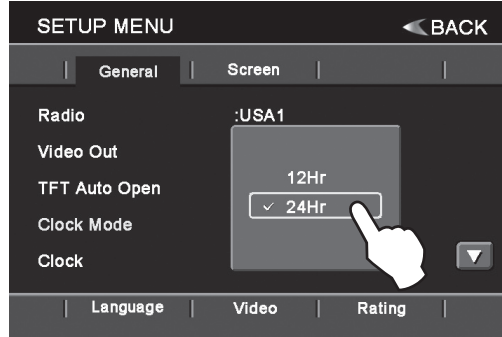 SETUP MENU BACK
General Screen
Radio :USA1
Video Out
12Hr
TFT Auto Open
24Hr
Clock Mode
Clock
Language Video Rating